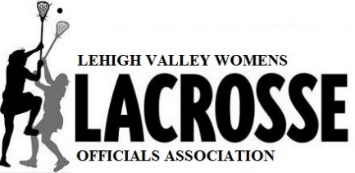 LEHIGH VALLEY WOMENS
LACROSSE
OFFICIALS ASSOCIATION